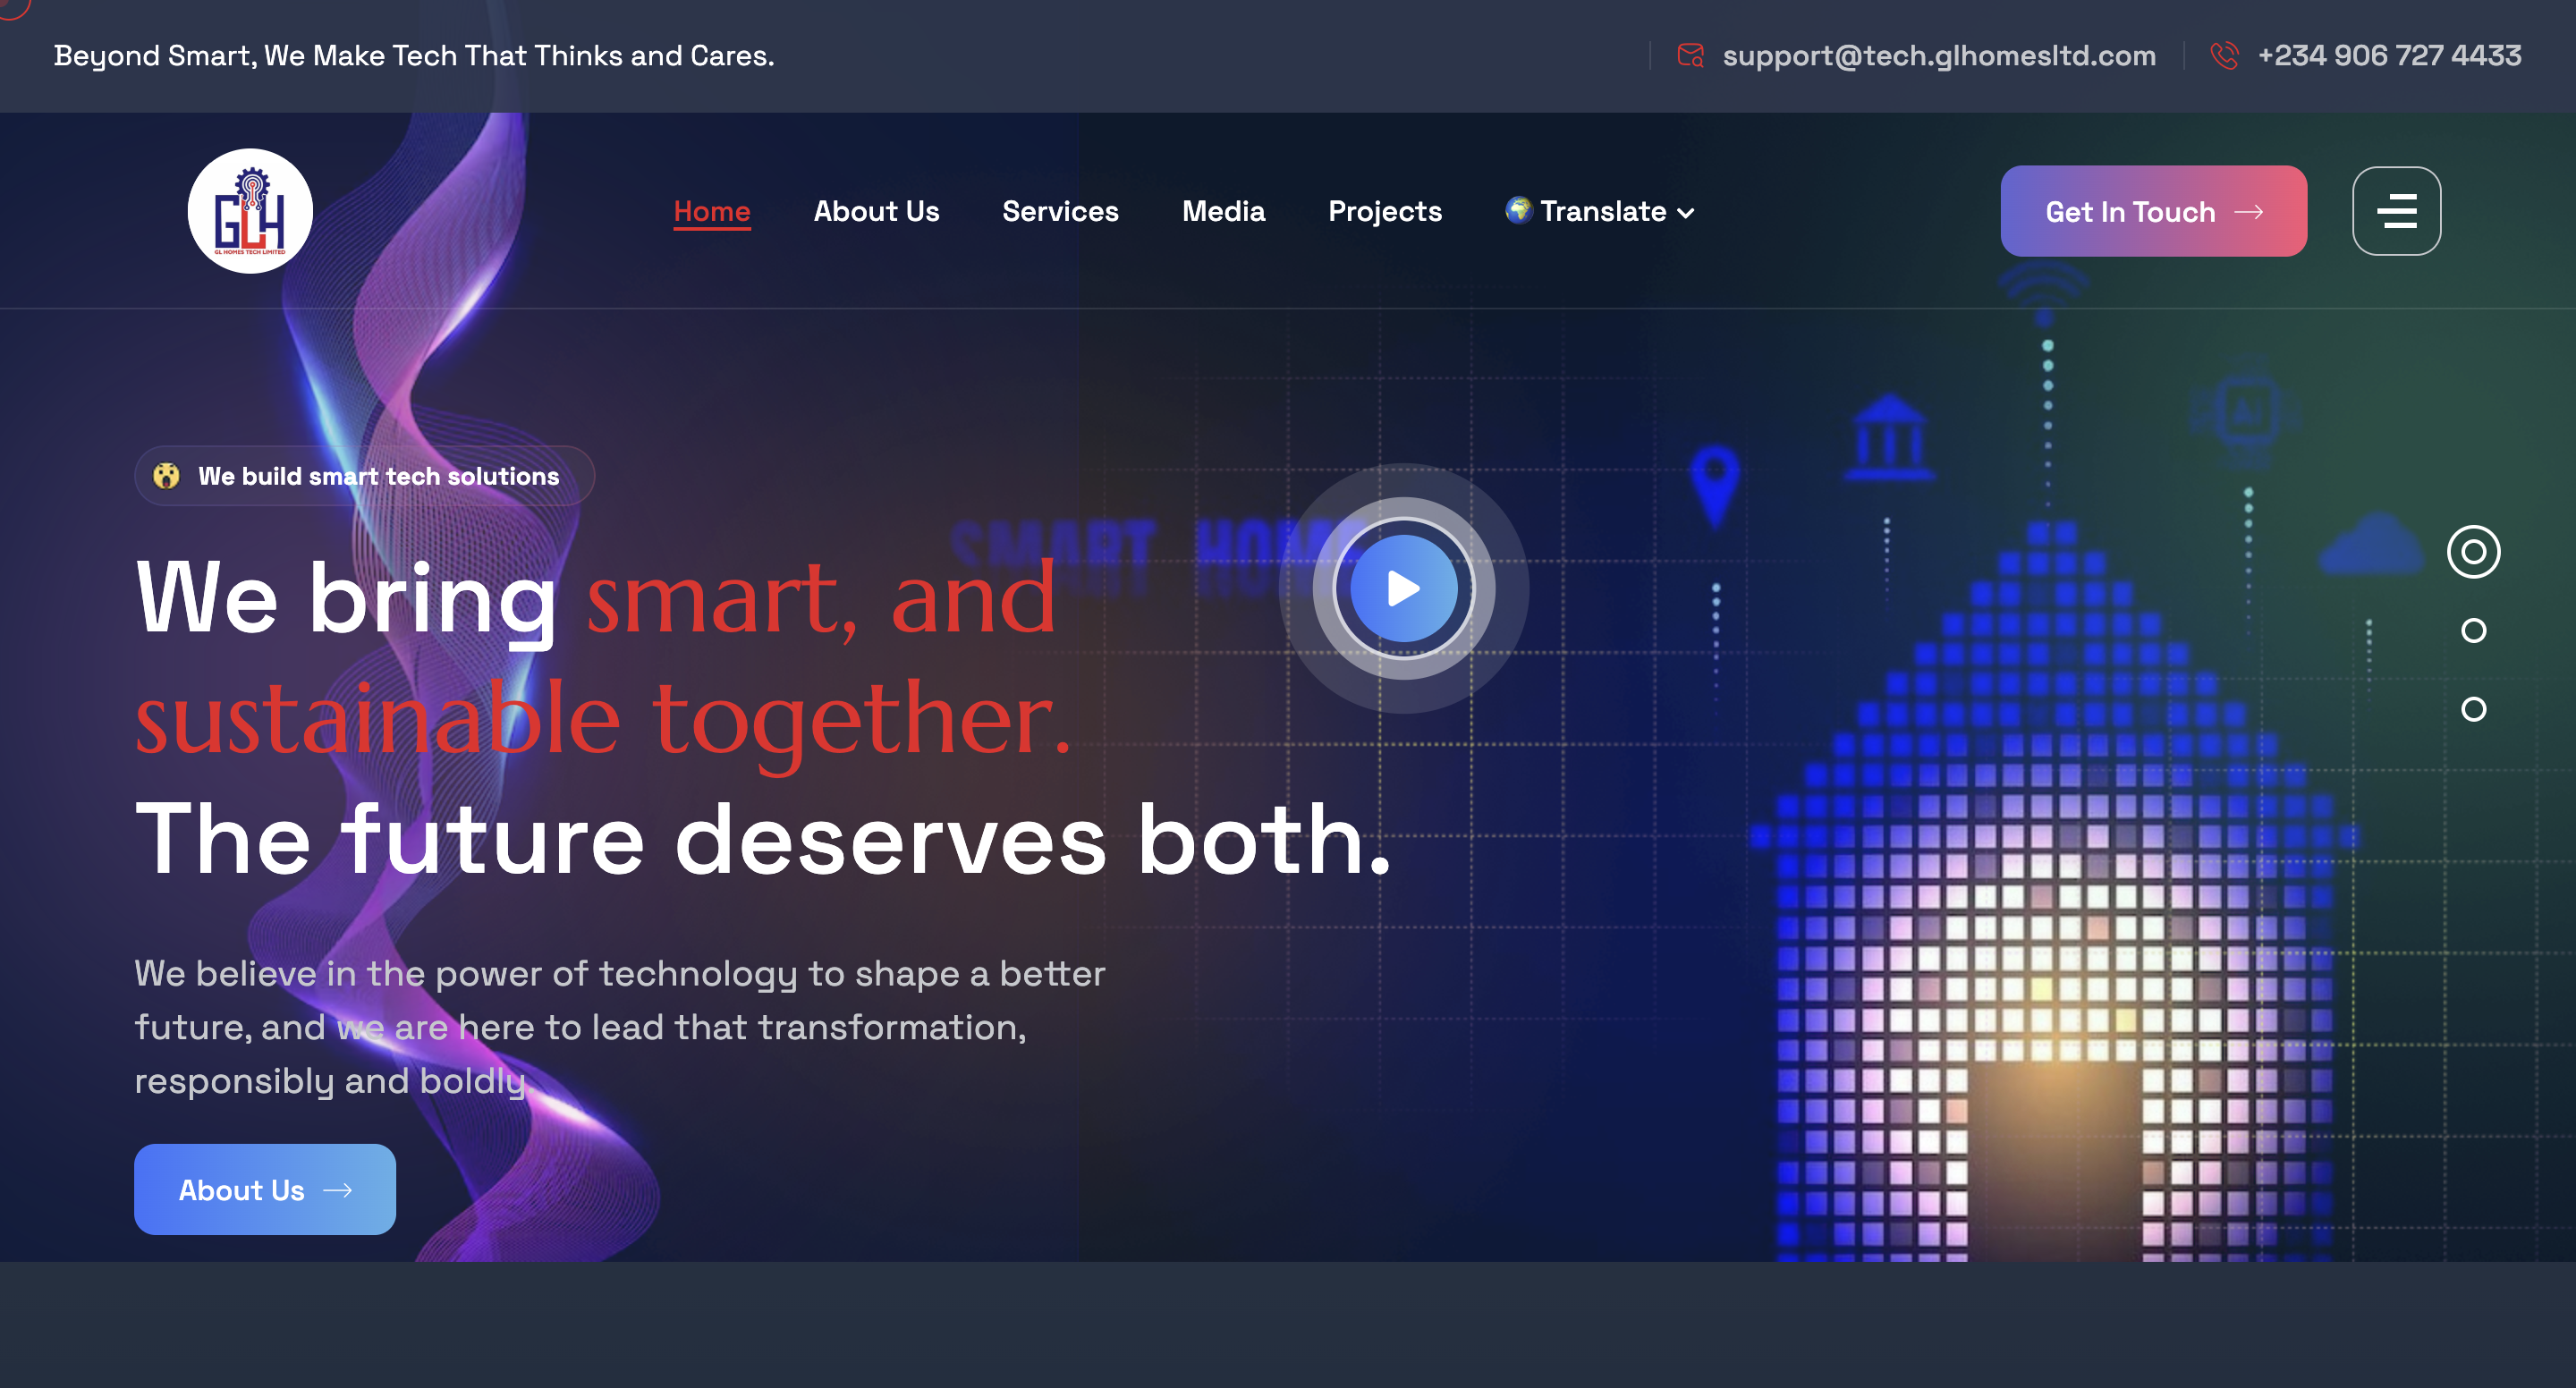 Beyond Smart, We Make Tech That Thinks and Cares.
support@tech.glhomesltd.com
+234 906 727 4433
GLH
GL HOMES TECH LIMITED
Home
About Us
Services
Media
Projects
Translate
Get In Touch
AI
We build smart tech solutions
SMART HOME
We bring smart, and
sustainable together.
The future deserves both.
We believe in the power of technology to shape a better
future, and we are here to lead that transformation,
responsibly and boldly.
About Us